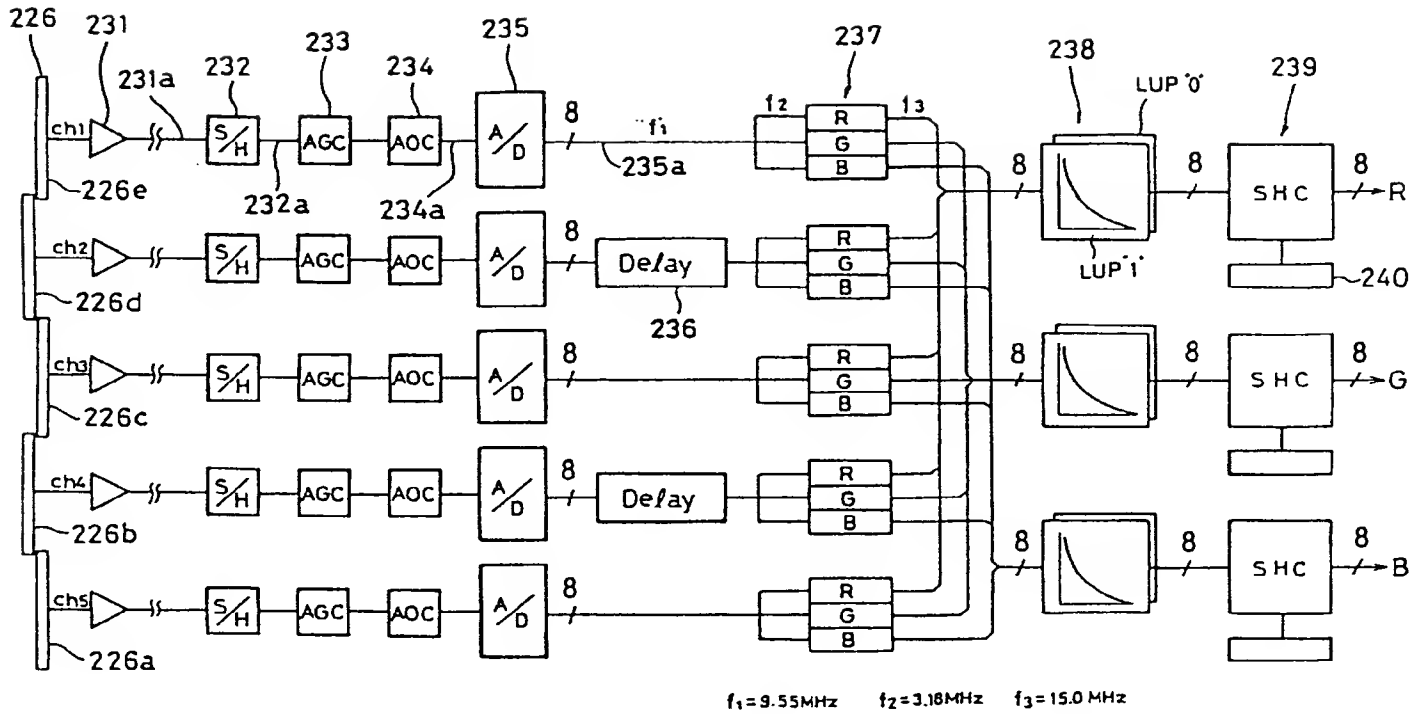 226 231 233 235 237 238 LUP"0" 239
231a 232 234
ch1 S/H AGC AOC A/D 8 f1 f2 R G B f3 8 8 SHC 8 R
226e 232a 234a 235a
LUP"1" 240
ch2 S/H AGC AOC A/D 8 Delay R G B
226d 236
ch3 S/H AGC AOC A/D 8 R G B 8 8 SHC 8 G
226c
ch4 S/H AGC AOC A/D 8 Delay R G B
226b
8 8 SHC 8 B
ch5 S/H AGC AOC A/D 8 R G B
226a
f1=9.55MHz f2=3.18MHz f3=15.0MHz